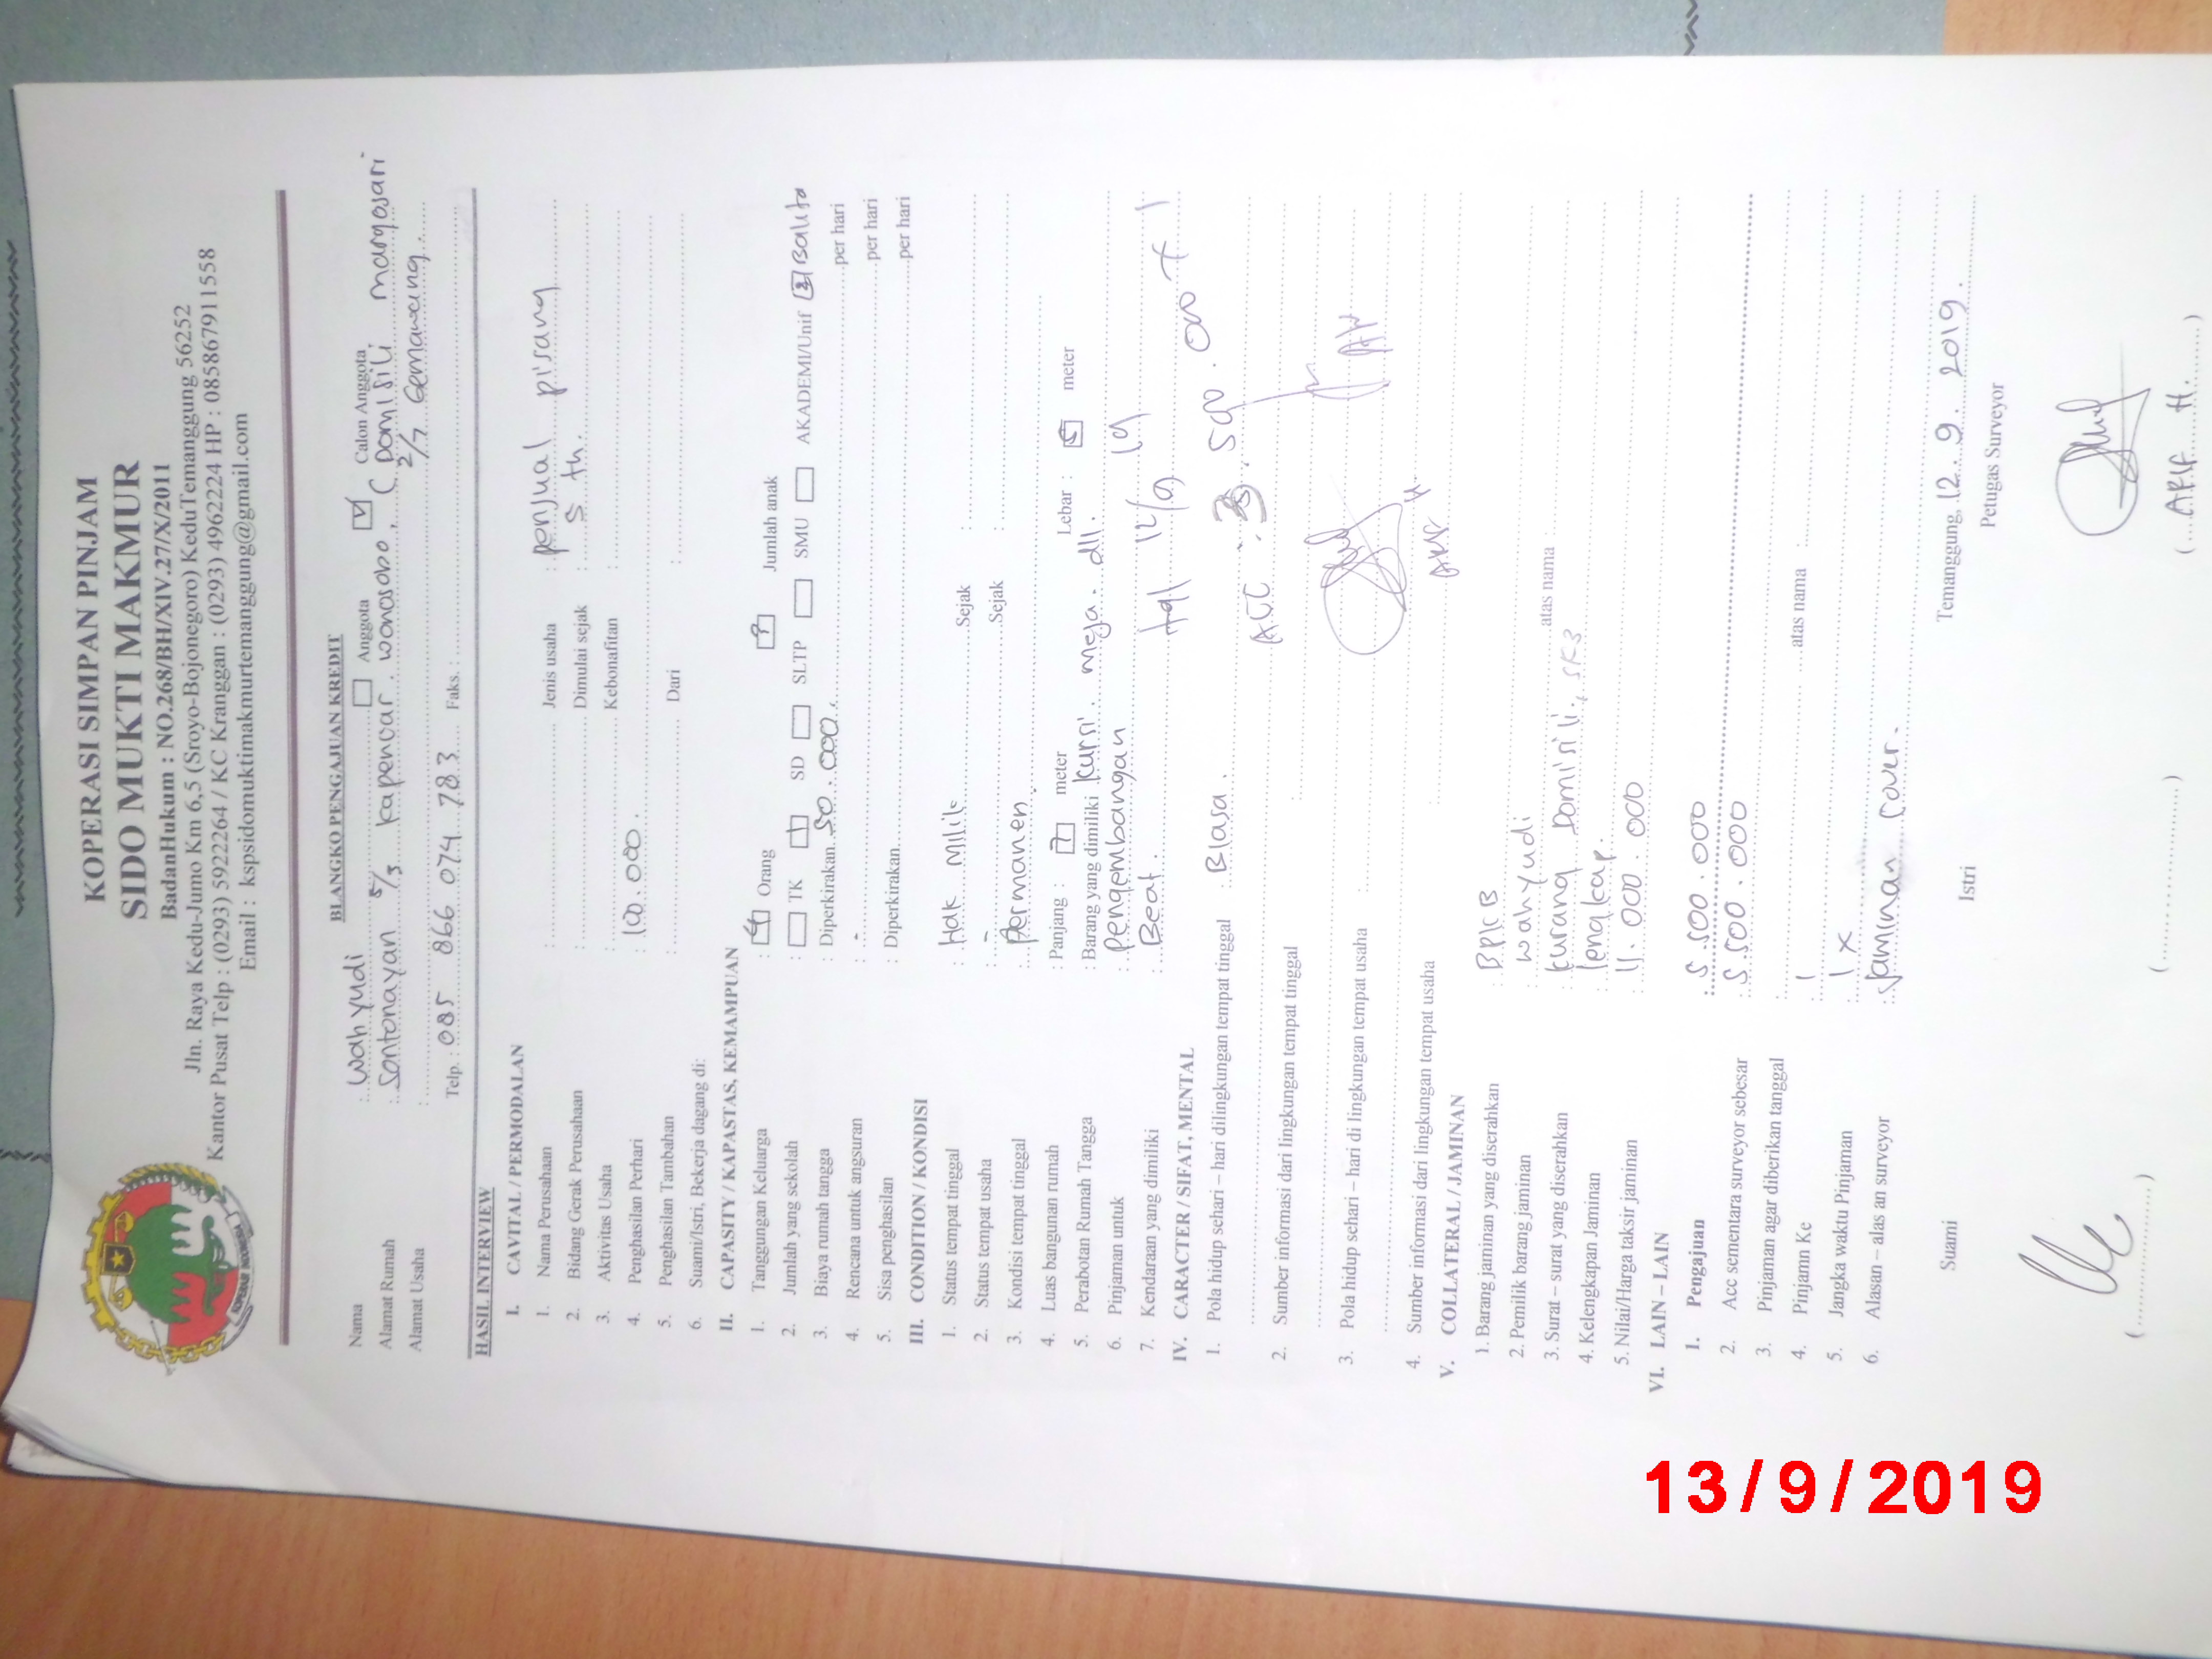 KOPERASI SIMPAN PINJAM
SIDO MUKTI MAKMUR
BadanHukum : NO.268/BH/XIV.27/X/2011
Jln. Raya Kedu-Jumo Km 6,5 (Sroyo-Bojonegoro) KeduTemanggung 56252
Kantor Pusat Telp : (0293) 5922264 / KC Kranggan : (0293) 4962224 HP : 085867911558
Email : kspsidomuktimakmurtemanggung@gmail.com
KOPERASI INDONESIA
BLANGKO PENGAJUAN KREDIT
Nama : Wahyudi Anggota Calon Anggota
Alamat Rumah : Sontonayan 5/3 kapencar . wonosobo . ( Domisili margosari
Alamat Usaha : 2/7 Gemawang .
Telp. : 085 866 074 783 Faks. :
HASIL INTERVIEW
I. CAVITAL / PERMODALAN
1. Nama Perusahaan : Jenis usaha : penjual pisang
2. Bidang Gerak Perusahaan : Dimulai sejak : 5 th.
3. Aktivitas Usaha : Kebonafitan :
4. Penghasilan Perhari : 100.000 .
5. Penghasilan Tambahan
6. Suami/Istri, Bekerja dagang di: : Dari :
II. CAPASITY / KAPASTAS, KEMAMPUAN
1. Tanggungan Keluarga : 4 Orang Jumlah anak
2. Jumlah yang sekolah : TK 1 SD SLTP SMU AKADEMI/Unif Balita
3. Biaya rumah tangga : Diperkirakan 50.000 . per hari
4. Rencana untuk angsuran : - per hari
5. Sisa penghasilan : Diperkirakan per hari
III. CONDITION / KONDISI
1. Status tempat tinggal : Hak Milik Sejak :
2. Status tempat usaha : - Sejak :
3. Kondisi tempat tinggal : Permanen .
4. Luas bangunan rumah : Panjang : 7 meter Lebar : 5 meter
5. Perabotan Rumah Tangga : Barang yang dimiliki kursi . meja . dll .
6. Pinjaman untuk : pengembangan
7. Kendaraan yang dimiliki : Beat .
tgl 12/9 19
IV. CARACTER / SIFAT, MENTAL
1. Pola hidup sehari – hari dilingkungan tempat tinggal : Biasa .
ACC : 3.500.000
2. Sumber informasi dari lingkungan tempat tinggal :
3. Pola hidup sehari – hari di lingkungan tempat usaha :
4. Sumber informasi dari lingkungan tempat usaha :
V. COLLATERAL / JAMINAN
1. Barang jaminan yang diserahkan : BPKB
2. Pemilik barang jaminan : wahyudi
3. Surat – surat yang diserahkan : kurang Domisili, SK3 atas nama
4. Kelengkapan Jaminan : lengkap.
5. Nilai/Harga taksir jaminan : 11.000.000
VI. LAIN – LAIN
1. Pengajuan : 5.500.000
2. Acc sementara surveyor sebesar : 5.500.000
3. Pinjaman agar diberikan tanggal : atas nama :
4. Pinjamn Ke : 1
5. Jangka waktu Pinjaman : 1 x
6. Alasan – alas an surveyor : Jaminan cover.
Temanggung, 12.9.2019.
Suami Istri Petugas Surveyor
(..............) (..............) (ARIF H.)
13/9/2019